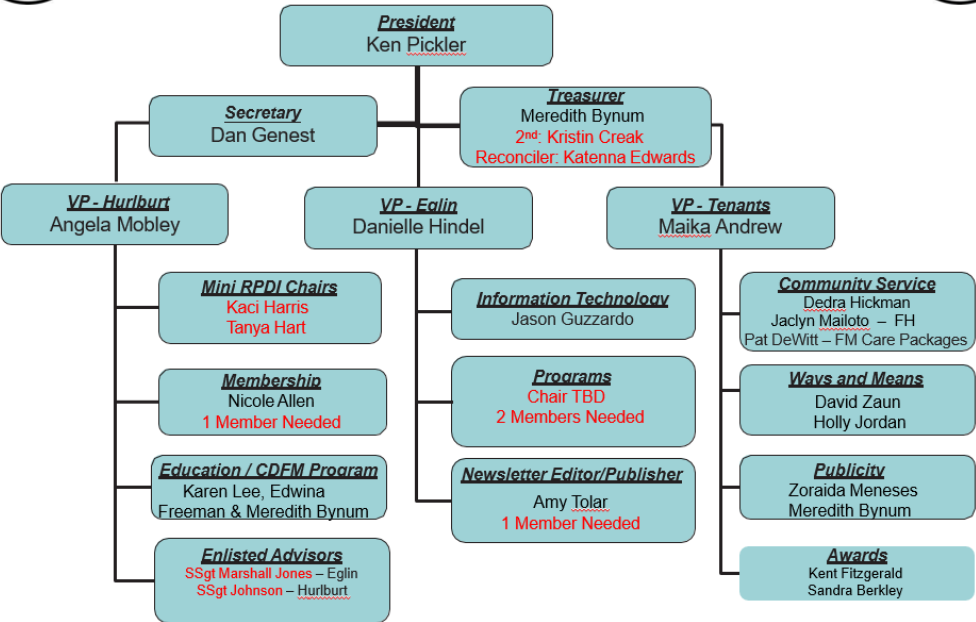 President
Ken Pickler
Secretary
Dan Genest
Treasurer
Meredith Bynum
2nd: Kristin Creak
Reconciler: Katenna Edwards
VP - Hurlburt
Angela Mobley
VP - Eglin
Danielle Hindel
VP - Tenants
Maika Andrew
Mini RPDI Chairs
Kaci Harris
Tanya Hart
Membership
Nicole Allen
1 Member Needed
Education / CDFM Program
Karen Lee, Edwina
Freeman & Meredith Bynum
Enlisted Advisors
SSgt Marshall Jones – Eglin
SSgt Johnson – Hurlburt
Information Technology
Jason Guzzardo
Programs
Chair TBD
2 Members Needed
Newsletter Editor/Publisher
Amy Tolar
1 Member Needed
Community Service
Dedra Hickman
Jaclyn Mailoto – FH
Pat DeWitt – FM Care Packages
Ways and Means
David Zaun
Holly Jordan
Publicity
Zoraida Meneses
Meredith Bynum
Awards
Kent Fitzgerald
Sandra Berkley